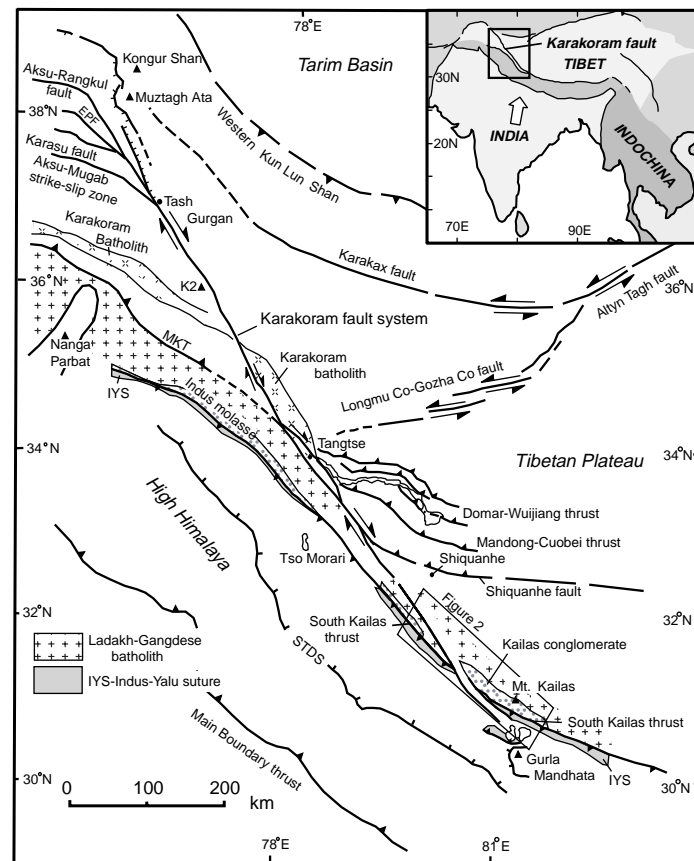 78°E
Kongur Shan
Tarim Basin
Aksu-Rangkul
fault
Muztagh Ata
38°N
EPF
Karasu fault
Aksu-Mugab
strike-slip zone
Western Kun Lun Shan
Tash
Gurgan
Karakoram
Batholith
Karakax fault
36°N
K2
36°N
Altyn Tagh fault
Karakoram fault system
MKT
Nanga
Parbat
Karakoram
batholith
IYS
Indus molasse
Longmu Co-Gozha Co fault
34°N
Tangtse
34°N
Tibetan Plateau
High Himalaya
Domar-Wuijiang thrust
Mandong-Cuobei thrust
Tso Morari
Shiquanhe
Shiquanhe fault
32°N
32°N
South Kailas
thrust
Figure 2
Kailas conglomerate
Mt. Kailas
STDS
South Kailas thrust
Ladakh-Gangdese
batholith
IYS-Indus-Yalu suture
Main Boundary thrust
Gurla
Mandhata
IYS
30°N
30°N
0 100 200
km
78°E
81°E
Karakoram fault
TIBET
30N
INDIA
INDOCHINA
20N
70E
90E